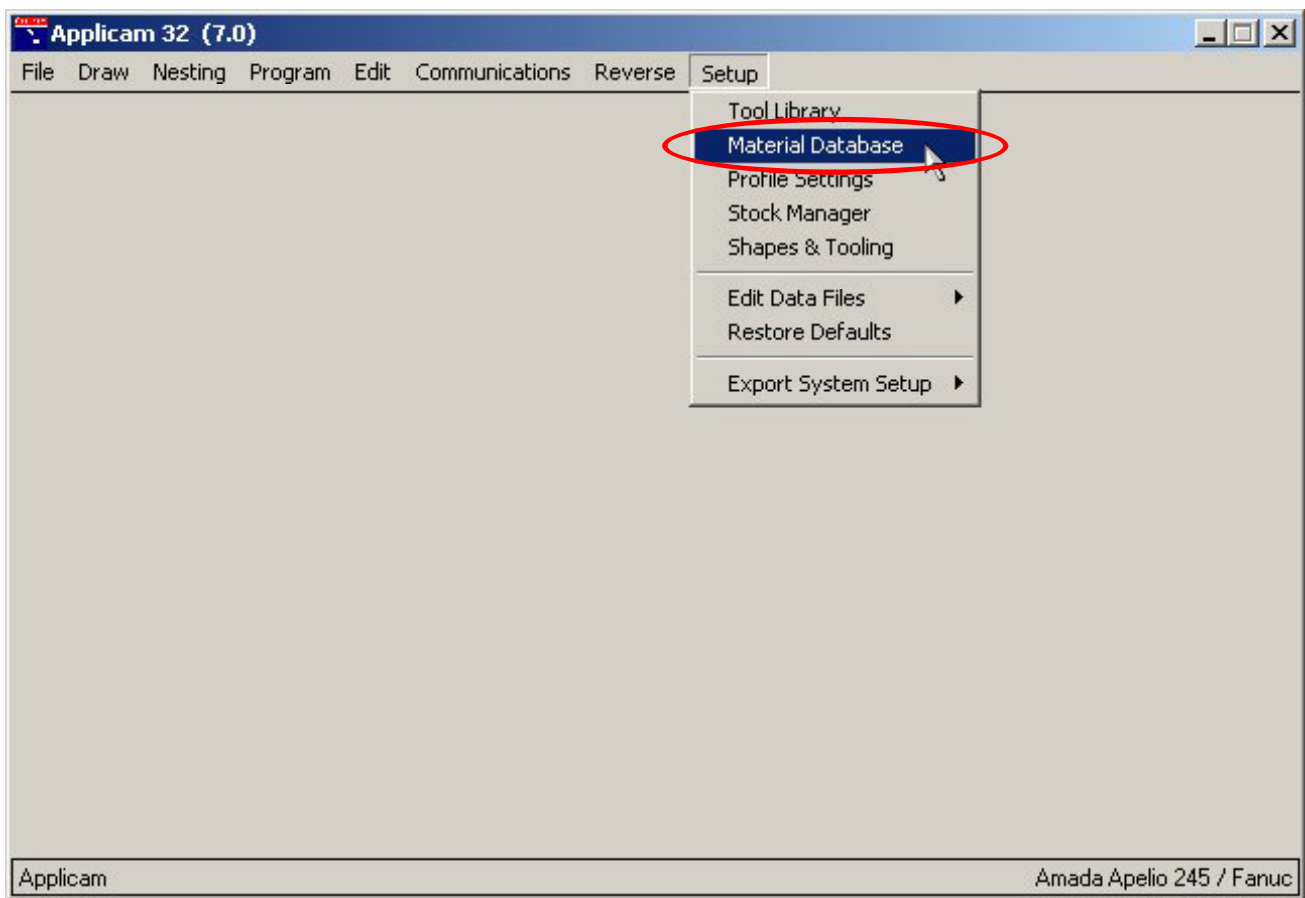 Applicam 32 (7.0)
File Draw Nesting Program Edit Communications Reverse Setup
Tool Library
Material Database
Profile Settings
Stock Manager
Shapes & Tooling
Edit Data Files
Restore Defaults
Export System Setup
Applicam Amada Apelio 245 / Fanuc